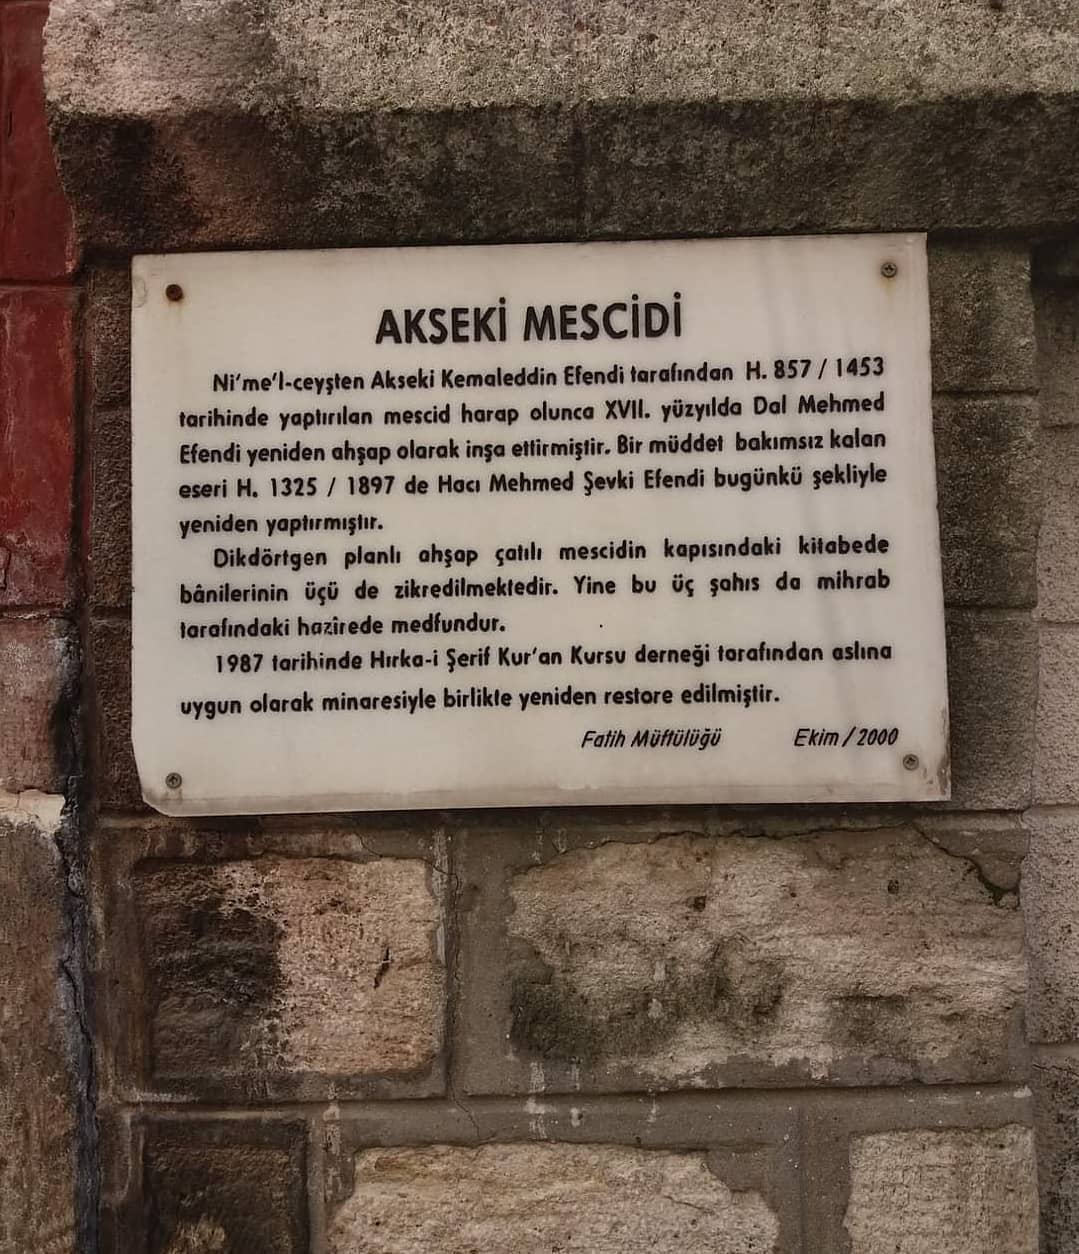 AKSEKİ MESCİDİ
Ni'me'l-ceyşten Akseki Kemaleddin Efendi tarafından H. 857 / 1453
tarihinde yaptırılan mescid harap olunca XVII. yüzyılda Dal Mehmed
Efendi yeniden ahşap olarak inşa ettirmiştir. Bir müddet bakımsız kalan
eseri H. 1325 / 1897 de Hacı Mehmed Şevki Efendi bugünkü şekliyle
yeniden yaptırmıştır.
Dikdörtgen planlı ahşap çatılı mescidin kapısındaki kitabede
bânilerinin üçü de zikredilmektedir. Yine bu üç şahıs da mihrab
tarafındaki hazîrede medfundur.
1987 tarihinde Hırka-i Şerif Kur'an Kursu derneği tarafından aslına
uygun olarak minaresiyle birlikte yeniden restore edilmiştir.
Fatih Müftülüğü Ekim / 2000